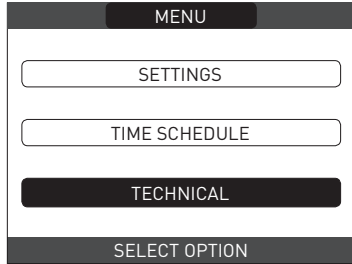 MENU
SETTINGS
TIME SCHEDULE
TECHNICAL
SELECT OPTION